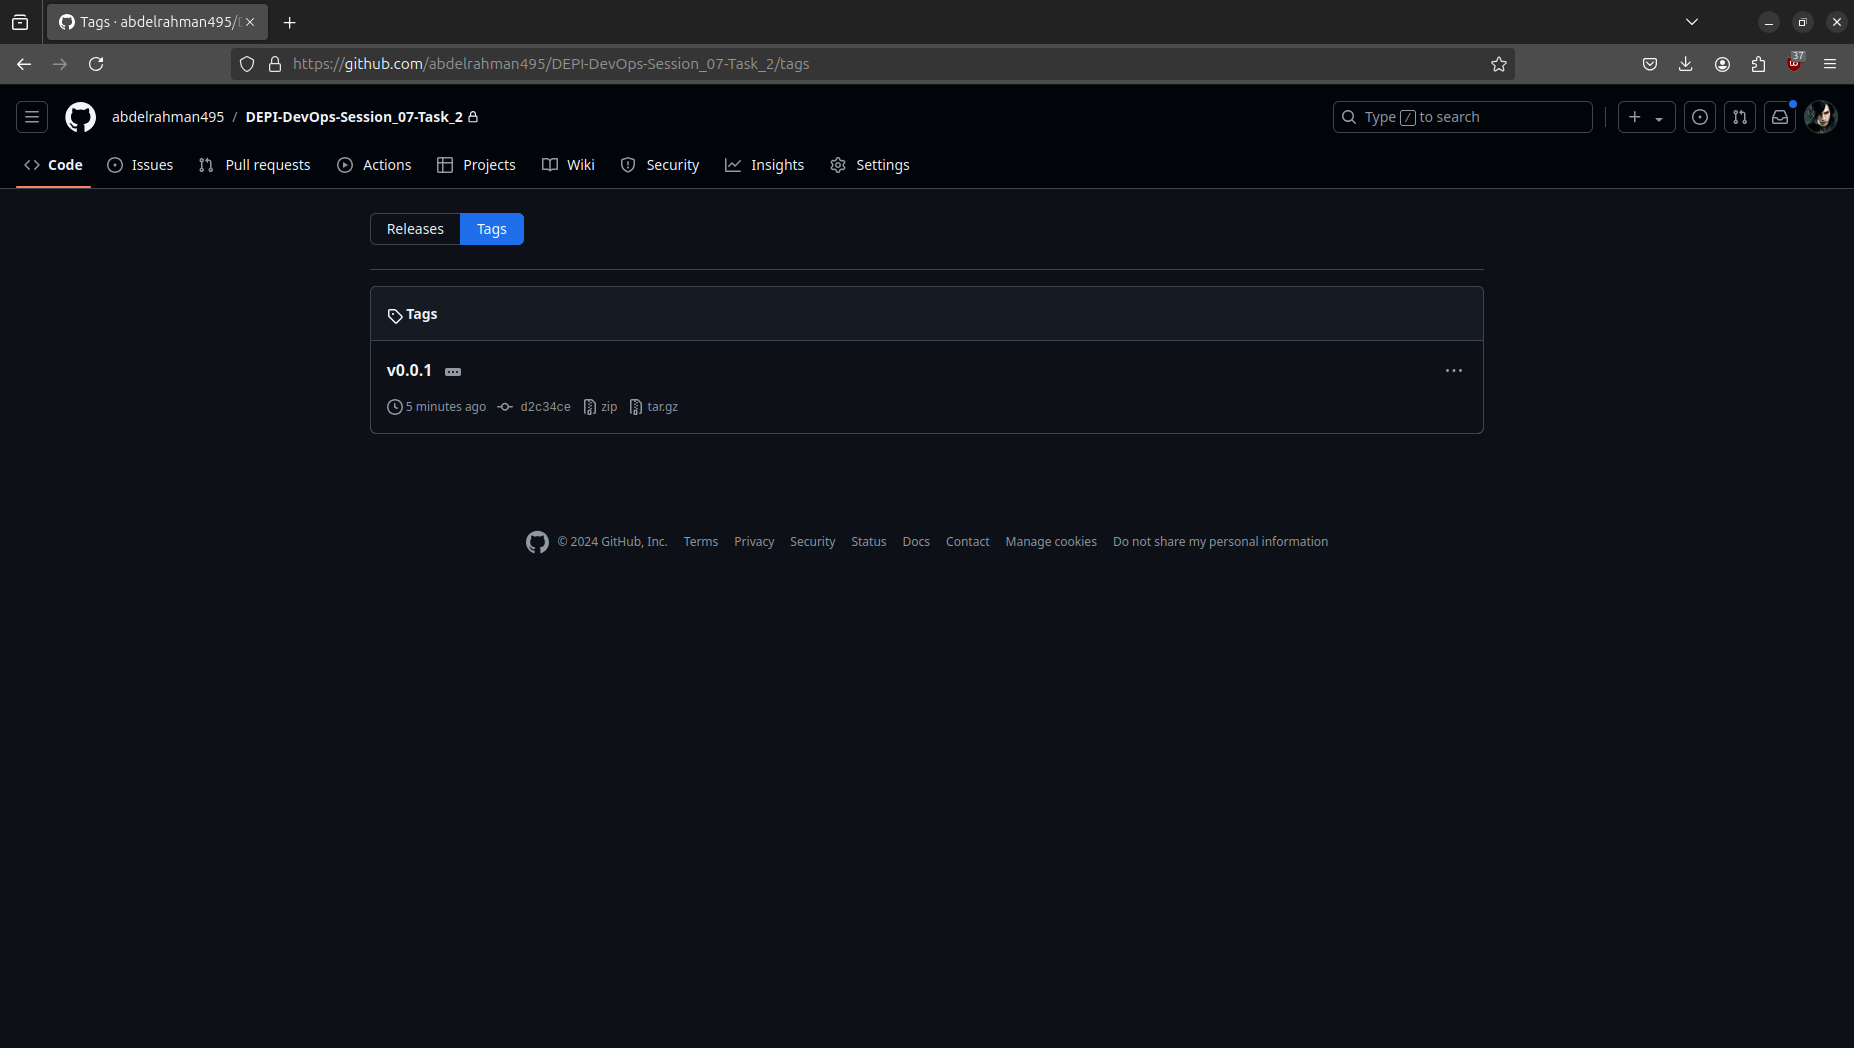 Tags · abdelrahman495/
https://github.com/abdelrahman495/DEPI-DevOps-Session_07-Task_2/tags
37
abdelrahman495 / DEPI-DevOps-Session_07-Task_2
Type / to search
Code Issues Pull requests Actions Projects Wiki Security Insights Settings
Releases Tags
Tags
v0.0.1
5 minutes ago d2c34ce zip tar.gz
© 2024 GitHub, Inc. Terms Privacy Security Status Docs Contact Manage cookies Do not share my personal information